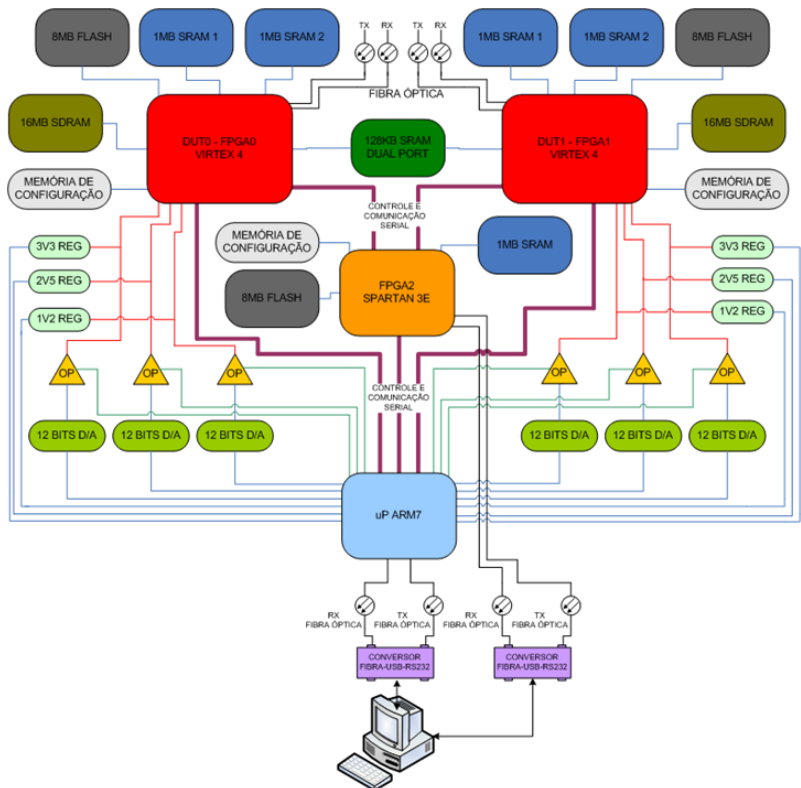 TX
RX
TX
RX
8MB FLASH
1MB SRAM 1
1MB SRAM 2
1MB SRAM 1
1MB SRAM 2
8MB FLASH
FIBRA ÓPTICA
16MB SDRAM
DUT0 - FPGA0
VIRTEX 4
128KB SRAM
DUAL PORT
DUT1 - FPGA1
VIRTEX 4
16MB SDRAM
MEMÓRIA DE
CONFIGURAÇÃO
MEMÓRIA DE
CONFIGURAÇÃO
CONTROLE E
COMUNICAÇÃO
SERIAL
MEMÓRIA DE
CONFIGURAÇÃO
1MB SRAM
3V3 REG
3V3 REG
2V5 REG
8MB FLASH
FPGA2
SPARTAN 3E
2V5 REG
1V2 REG
1V2 REG
OP
OP
OP
OP
OP
OP
CONTROLE E
COMUNICAÇÃO
SERIAL
12 BITS D/A
12 BITS D/A
12 BITS D/A
12 BITS D/A
12 BITS D/A
12 BITS D/A
uP ARM7
RX
FIBRA ÓPTICA
TX
FIBRA ÓPTICA
RX
FIBRA ÓPTICA
TX
FIBRA ÓPTICA
CONVERSOR
FIBRA-USB-RS232
CONVERSOR
FIBRA-USB-RS232